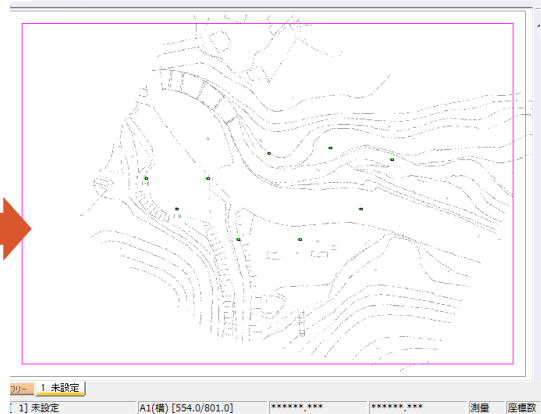 フリー 1 未設定
[ 1] 未設定 A1(横) [554.0/801.0] ******.*** ******.*** 測量 座標数